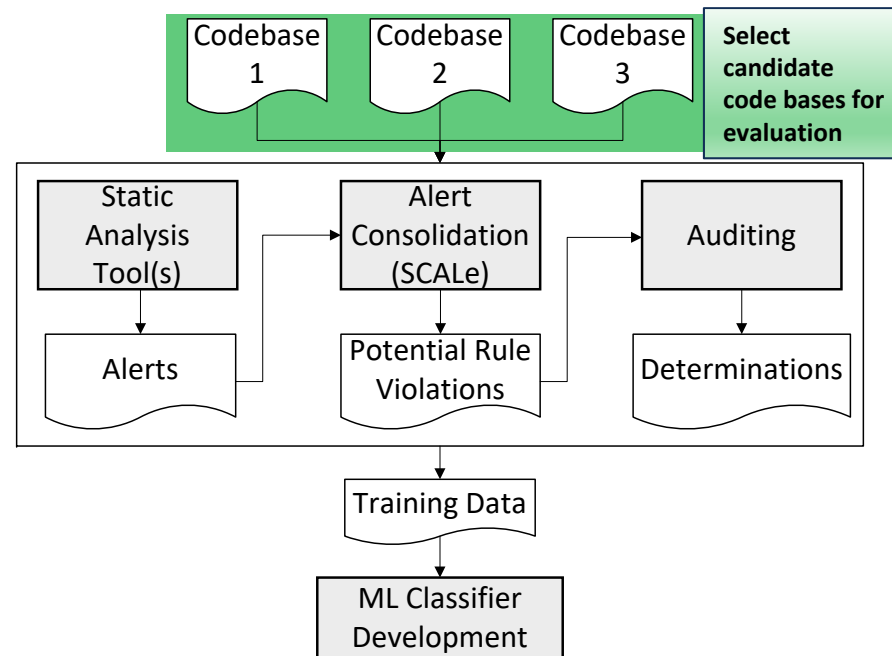 Codebase
1
Codebase
2
Codebase
3
Select
candidate
code bases for
evaluation
Static
Analysis
Tool(s)
Alert
Consolidation
(SCALe)
Auditing
Alerts
Potential Rule
Violations
Determinations
Training Data
ML Classifier
Development